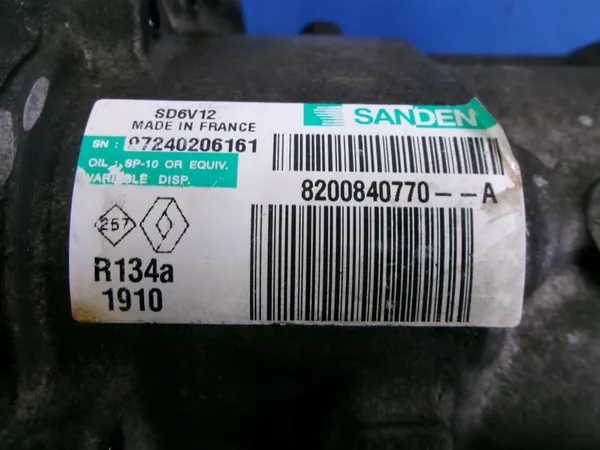 SD6V12
MADE IN FRANCE
SANDEN
SN : 07240206161
OIL : SP-10 OR EQUIV.
VARIABLE DISP.
8200840770--A
257
R134a
1910